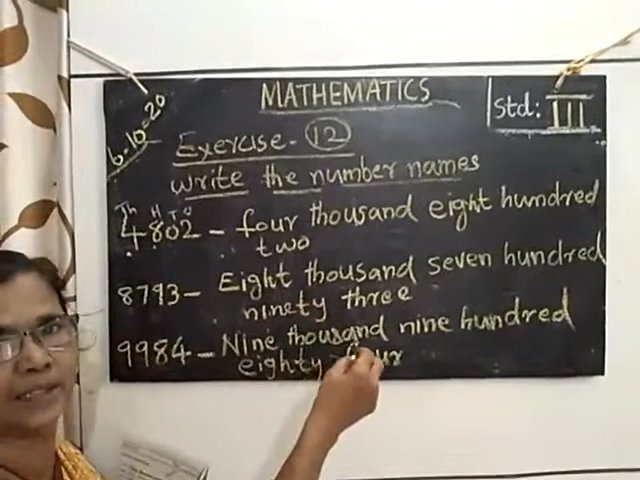 MATHEMATICS
Std: III
6-10-20
Exercise - 12
write the number names
Th H T U
4802 - four thousand eight hundred
two
8793 - Eight thousand seven hundred
ninety three
9984 - Nine thousand nine hundred
eighty four